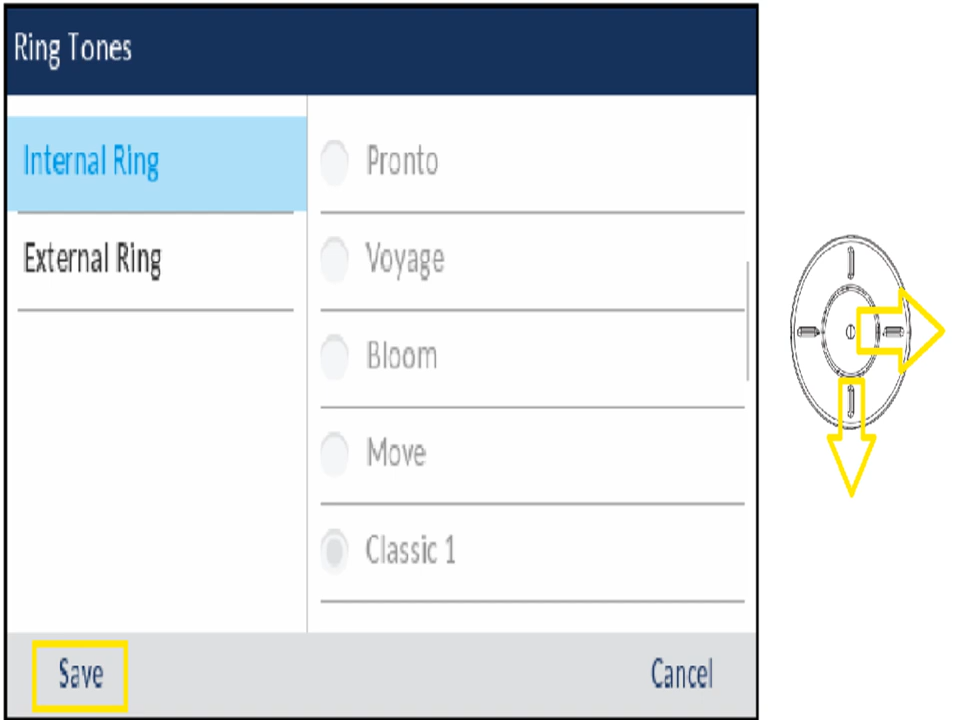 Ring Tones
Internal Ring
External Ring
Pronto
Voyage
Bloom
Move
Classic 1
Save
Cancel